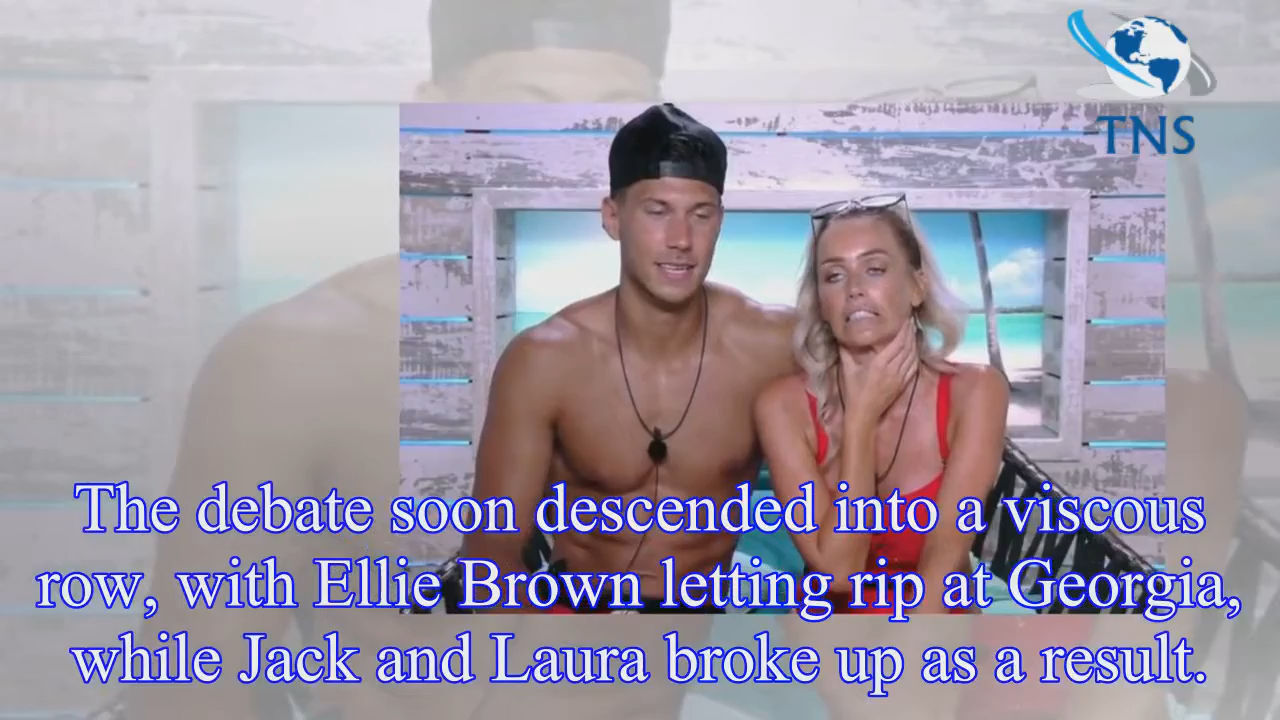 TNS
The debate soon descended into a viscous
row, with Ellie Brown letting rip at Georgia,
while Jack and Laura broke up as a result.